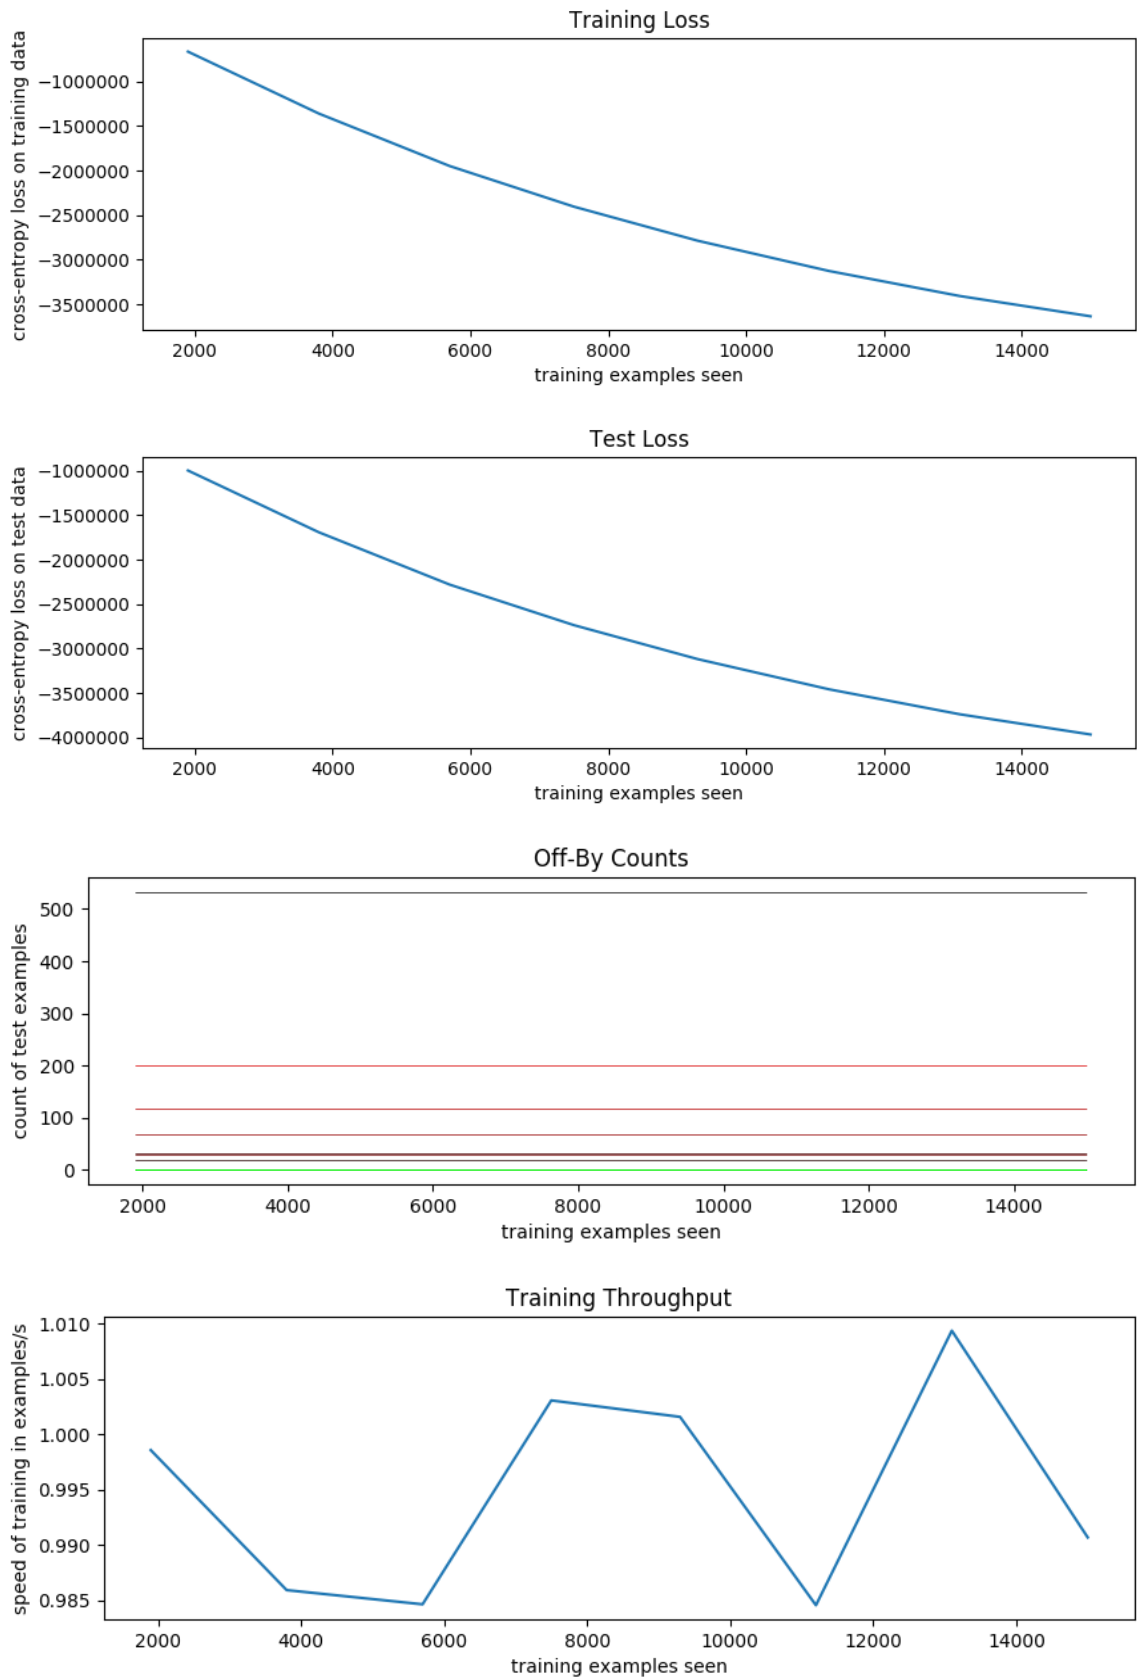 Training Loss
cross-entropy loss on training data
−1000000
−1500000
−2000000
−2500000
−3000000
−3500000
2000 4000 6000 8000 10000 12000 14000
training examples seen
Test Loss
cross-entropy loss on test data
−1000000
−1500000
−2000000
−2500000
−3000000
−3500000
−4000000
2000 4000 6000 8000 10000 12000 14000
training examples seen
Off-By Counts
count of test examples
500
400
300
200
100
0
2000 4000 6000 8000 10000 12000 14000
training examples seen
Training Throughput
speed of training in examples/s
1.010
1.005
1.000
0.995
0.990
0.985
2000 4000 6000 8000 10000 12000 14000
training examples seen